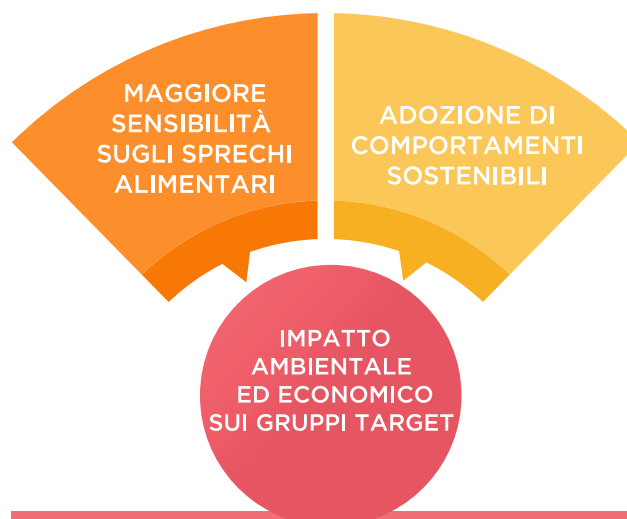 MAGGIORE
SENSIBILITÀ
SUGLI SPRECHI
ALIMENTARI
ADOZIONE DI
COMPORTAMENTI
SOSTENIBILI
IMPATTO
AMBIENTALE
ED ECONOMICO
SUI GRUPPI TARGET